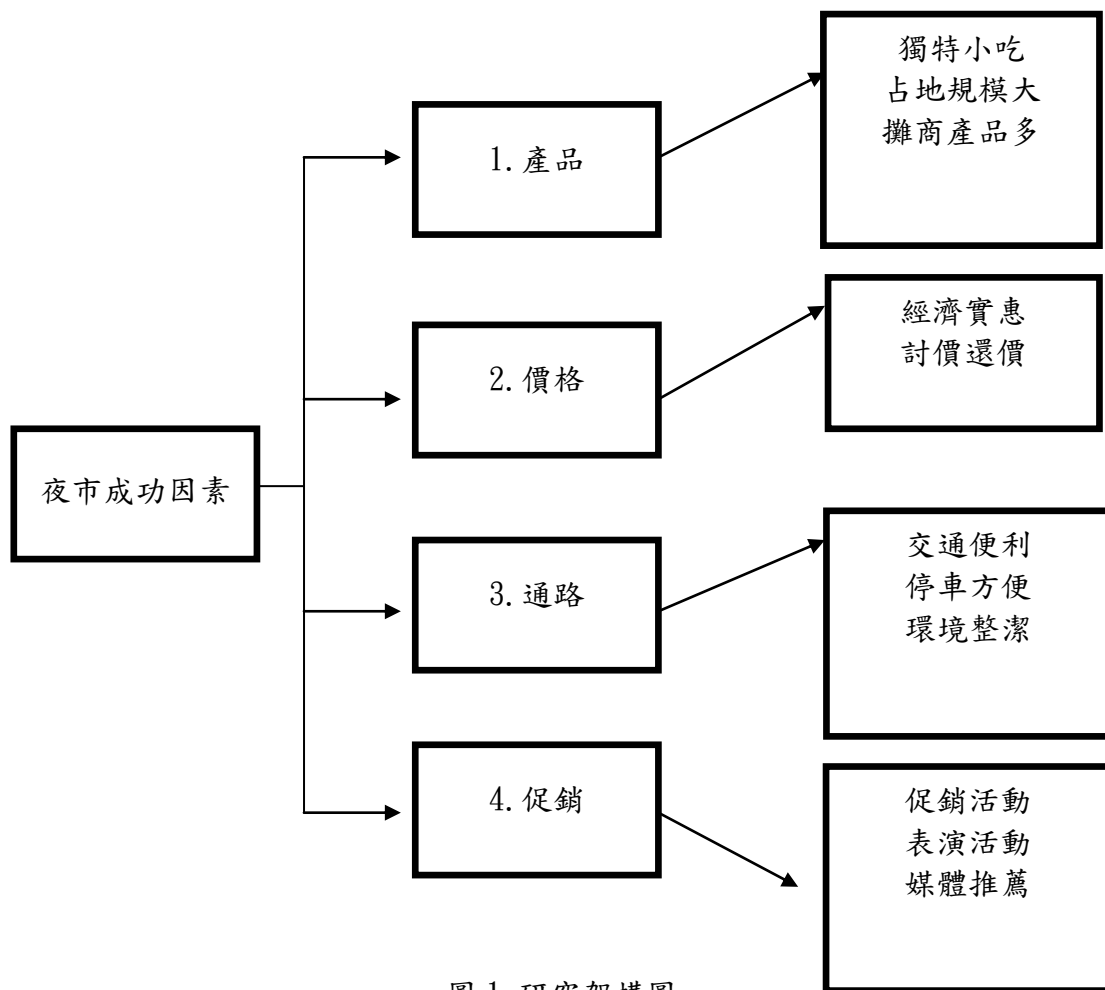 夜市成功因素
1.產品
獨特小吃
占地規模大
攤商產品多
2.價格
經濟實惠
討價還價
3.通路
交通便利
停車方便
環境整潔
4.促銷
促銷活動
表演活動
媒體推薦
圖 1 研究架構圖